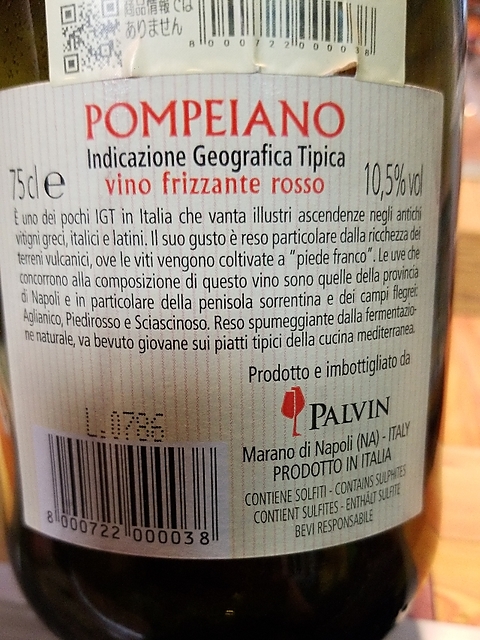 商品情報では
ありません
8 000722 000038
POMPEIANO
Indicazione Geografica Tipica
75cl e vino frizzante rosso 10,5% vol
È uno dei pochi IGT in Italia che vanta illustri ascendenze negli antichi
vitigni greci, italici e latini. Il suo gusto è reso particolare dalla ricchezza dei
terreni vulcanici, ove le viti vengono coltivate a "piede franco". Le uve che
concorrono alla composizione di questo vino sono quelle della provincia
di Napoli e in particolare della penisola sorrentina e dei campi flegrei:
Aglianico, Piedirosso e Sciascinoso. Reso spumeggiante dalla fermentazio-
ne naturale, va bevuto giovane sui piatti tipici della cucina mediterranea.
Prodotto e imbottigliato da
PALVIN
Marano di Napoli (NA) - ITALY
PRODOTTO IN ITALIA
CONTIENE SOLFITI - CONTAINS SULPHITES
CONTIENT SULFITES - ENTHÄLT SULFITE
BEVI RESPONSABILE
L.0786
8 000722 000038